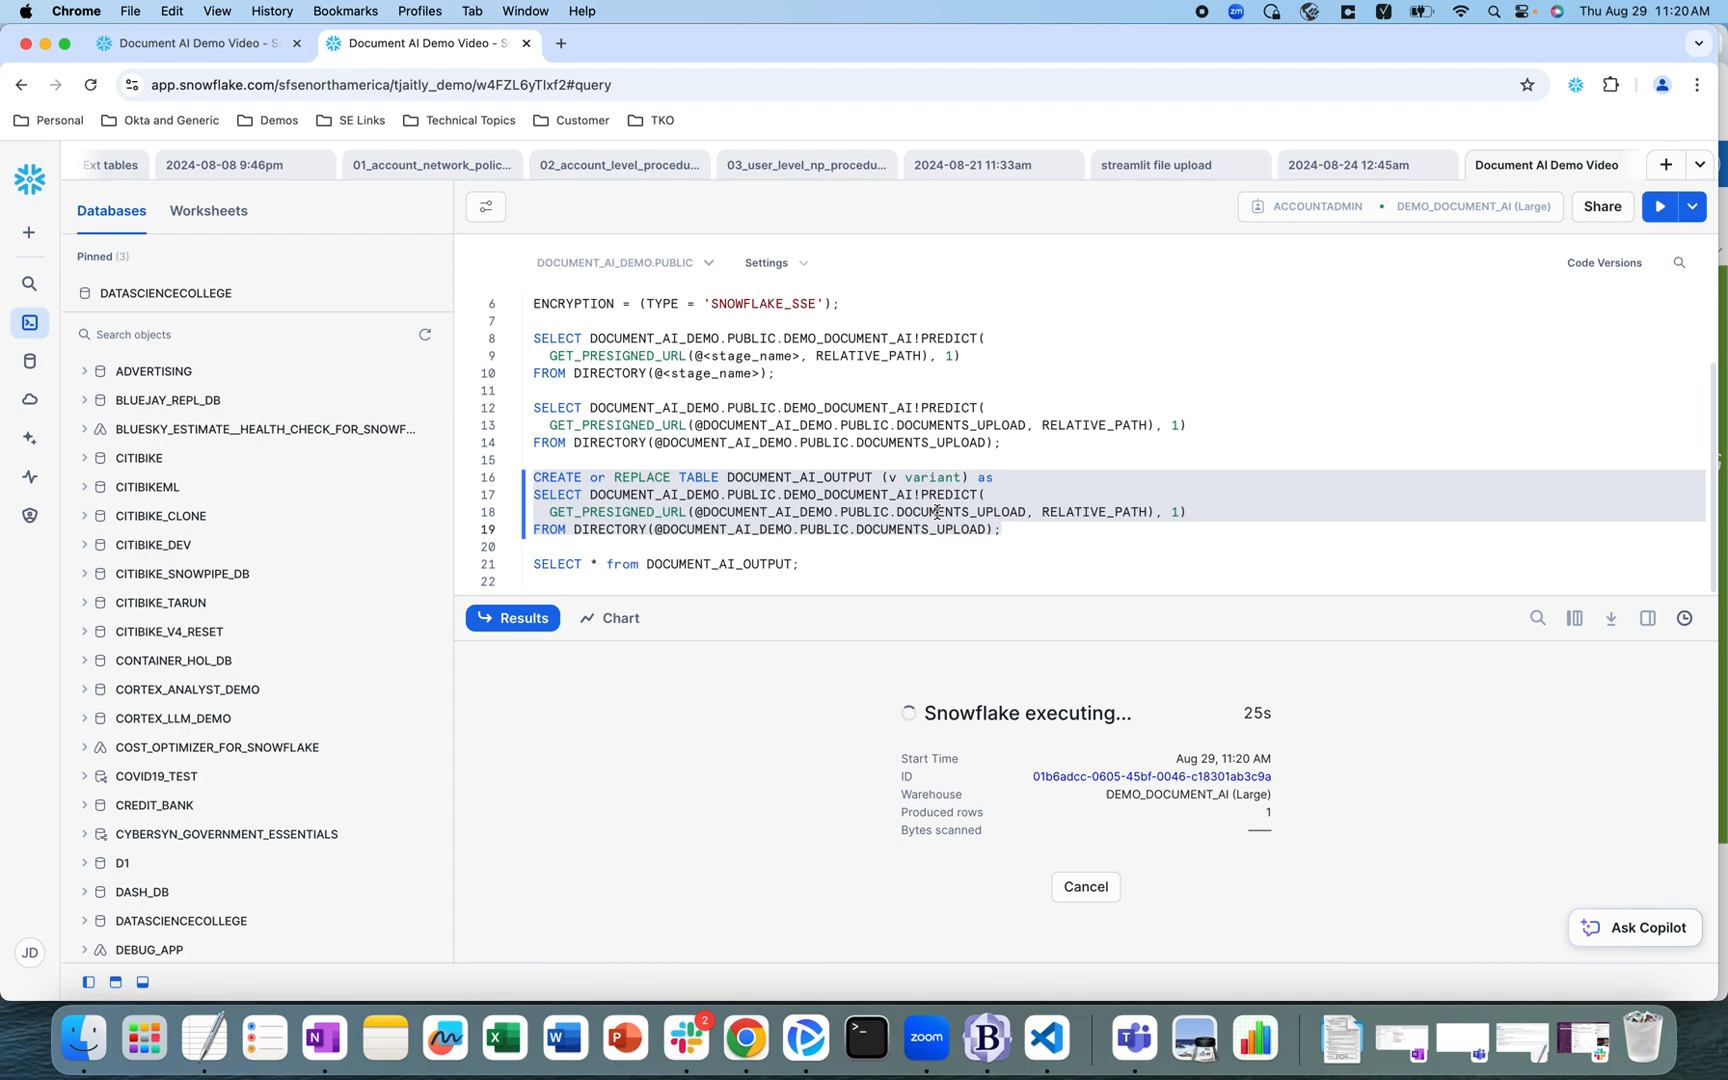 Chrome File Edit View History Bookmarks Profiles Tab Window Help
zm
Thu Aug 29 11:20 AM
Document AI Demo Video - S
Document AI Demo Video - S
app.snowflake.com/sfsenorthamerica/tjaitly_demo/w4FZL6yTlxf2#query
Personal Okta and Generic Demos SE Links Technical Topics Customer TKO
Ext tables 2024-08-08 9:46pm 01_account_network_polic... 02_account_level_procedu... 03_user_level_np_procedu... 2024-08-21 11:33am streamlit file upload 2024-08-24 12:45am Document AI Demo Video
Databases Worksheets
ACCOUNTADMIN • DEMO_DOCUMENT_AI (Large) Share
Pinned (3)
DATASCIENCECOLLEGE
Search objects
ADVERTISING
BLUEJAY_REPL_DB
BLUESKY_ESTIMATE__HEALTH_CHECK_FOR_SNOWF...
CITIBIKE
CITIBIKEML
CITIBIKE_CLONE
CITIBIKE_DEV
CITIBIKE_SNOWPIPE_DB
CITIBIKE_TARUN
CITIBIKE_V4_RESET
CONTAINER_HOL_DB
CORTEX_ANALYST_DEMO
CORTEX_LLM_DEMO
COST_OPTIMIZER_FOR_SNOWFLAKE
COVID19_TEST
CREDIT_BANK
CYBERSYN_GOVERNMENT_ESSENTIALS
D1
DASH_DB
DATASCIENCECOLLEGE
DEBUG_APP
JD
DOCUMENT_AI_DEMO.PUBLIC Settings Code Versions
6 ENCRYPTION = (TYPE = 'SNOWFLAKE_SSE');
7
8 SELECT DOCUMENT_AI_DEMO.PUBLIC.DEMO_DOCUMENT_AI!PREDICT(
9 GET_PRESIGNED_URL(@<stage_name>, RELATIVE_PATH), 1)
10 FROM DIRECTORY(@<stage_name>);
11
12 SELECT DOCUMENT_AI_DEMO.PUBLIC.DEMO_DOCUMENT_AI!PREDICT(
13 GET_PRESIGNED_URL(@DOCUMENT_AI_DEMO.PUBLIC.DOCUMENTS_UPLOAD, RELATIVE_PATH), 1)
14 FROM DIRECTORY(@DOCUMENT_AI_DEMO.PUBLIC.DOCUMENTS_UPLOAD);
15
16 CREATE or REPLACE TABLE DOCUMENT_AI_OUTPUT (v variant) as
17 SELECT DOCUMENT_AI_DEMO.PUBLIC.DEMO_DOCUMENT_AI!PREDICT(
18 GET_PRESIGNED_URL(@DOCUMENT_AI_DEMO.PUBLIC.DOCUMENTS_UPLOAD, RELATIVE_PATH), 1)
19 FROM DIRECTORY(@DOCUMENT_AI_DEMO.PUBLIC.DOCUMENTS_UPLOAD);
20
21 SELECT * from DOCUMENT_AI_OUTPUT;
22
Results Chart
Snowflake executing... 25s
Start Time Aug 29, 11:20 AM
ID 01b6adcc-0605-45bf-0046-c18301ab3c9a
Warehouse DEMO_DOCUMENT_AI (Large)
Produced rows 1
Bytes scanned
Cancel
Ask Copilot
2
zoom